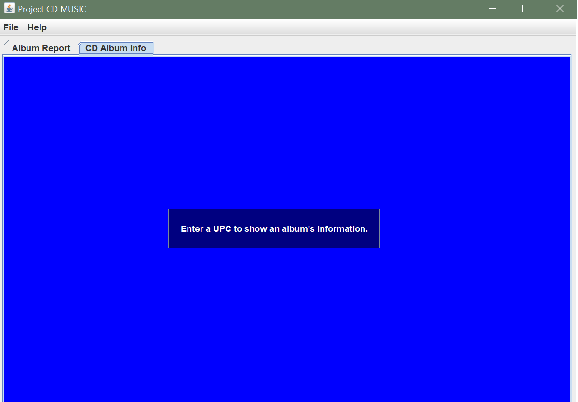 Project CD-MUSIC
File Help
Album Report CD Album Info
Enter a UPC to show an album's information.